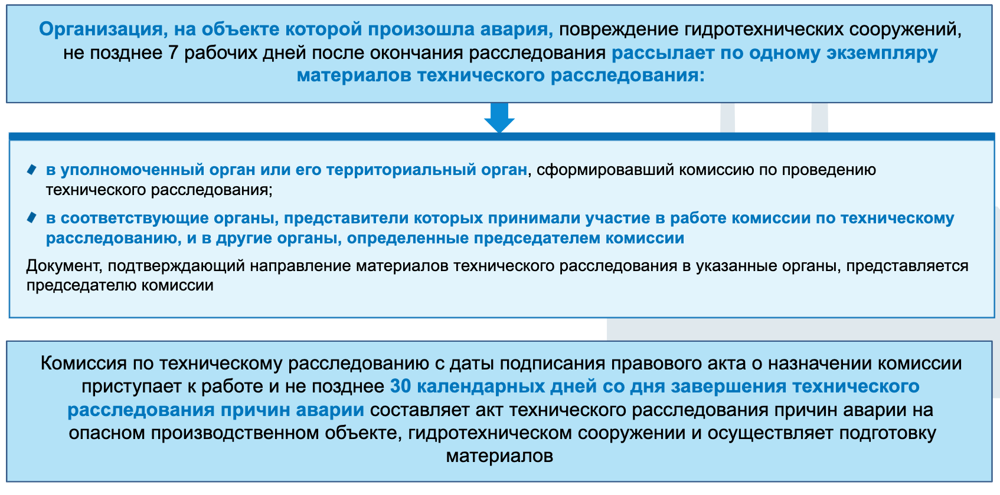 Организация, на объекте которой произошла авария, повреждение гидротехнических сооружений,
не позднее 7 рабочих дней после окончания расследования рассылает по одному экземпляру
материалов технического расследования:
в уполномоченный орган или его территориальный орган, сформировавший комиссию по проведению
технического расследования;
в соответствующие органы, представители которых принимали участие в работе комиссии по техническому
расследованию, и в другие органы, определенные председателем комиссии
Документ, подтверждающий направление материалов технического расследования в указанные органы, представляется
председателю комиссии
Комиссия по техническому расследованию с даты подписания правового акта о назначении комиссии
приступает к работе и не позднее 30 календарных дней со дня завершения технического
расследования причин аварии составляет акт технического расследования причин аварии на
опасном производственном объекте, гидротехническом сооружении и осуществляет подготовку
материалов